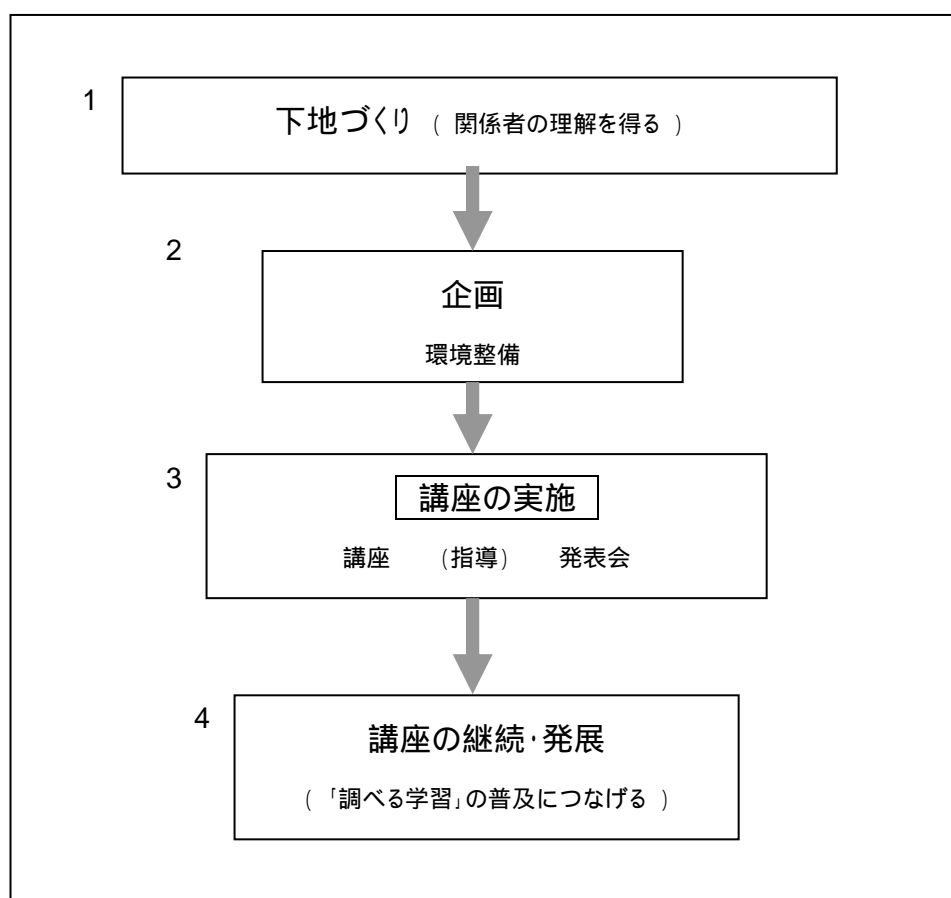 1
下地づくり ( 関係者の理解を得る )
2
企画
環境整備
3
講座の実施
講座 (指導) 発表会
4
講座の継続・発展
( 「調べる学習」の普及につなげる )